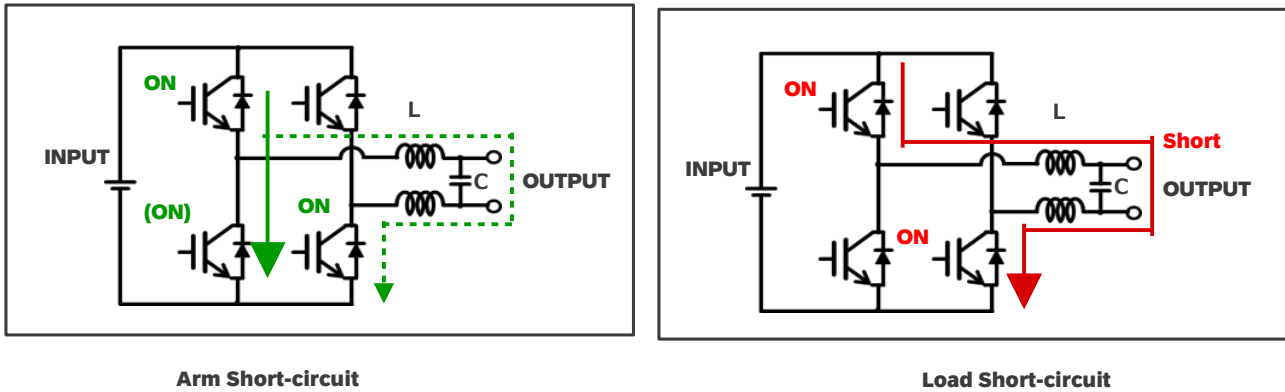 ON
L
INPUT
C
OUTPUT
(ON)
ON
Arm Short-circuit
ON
L
Short
INPUT
C
OUTPUT
ON
Load Short-circuit